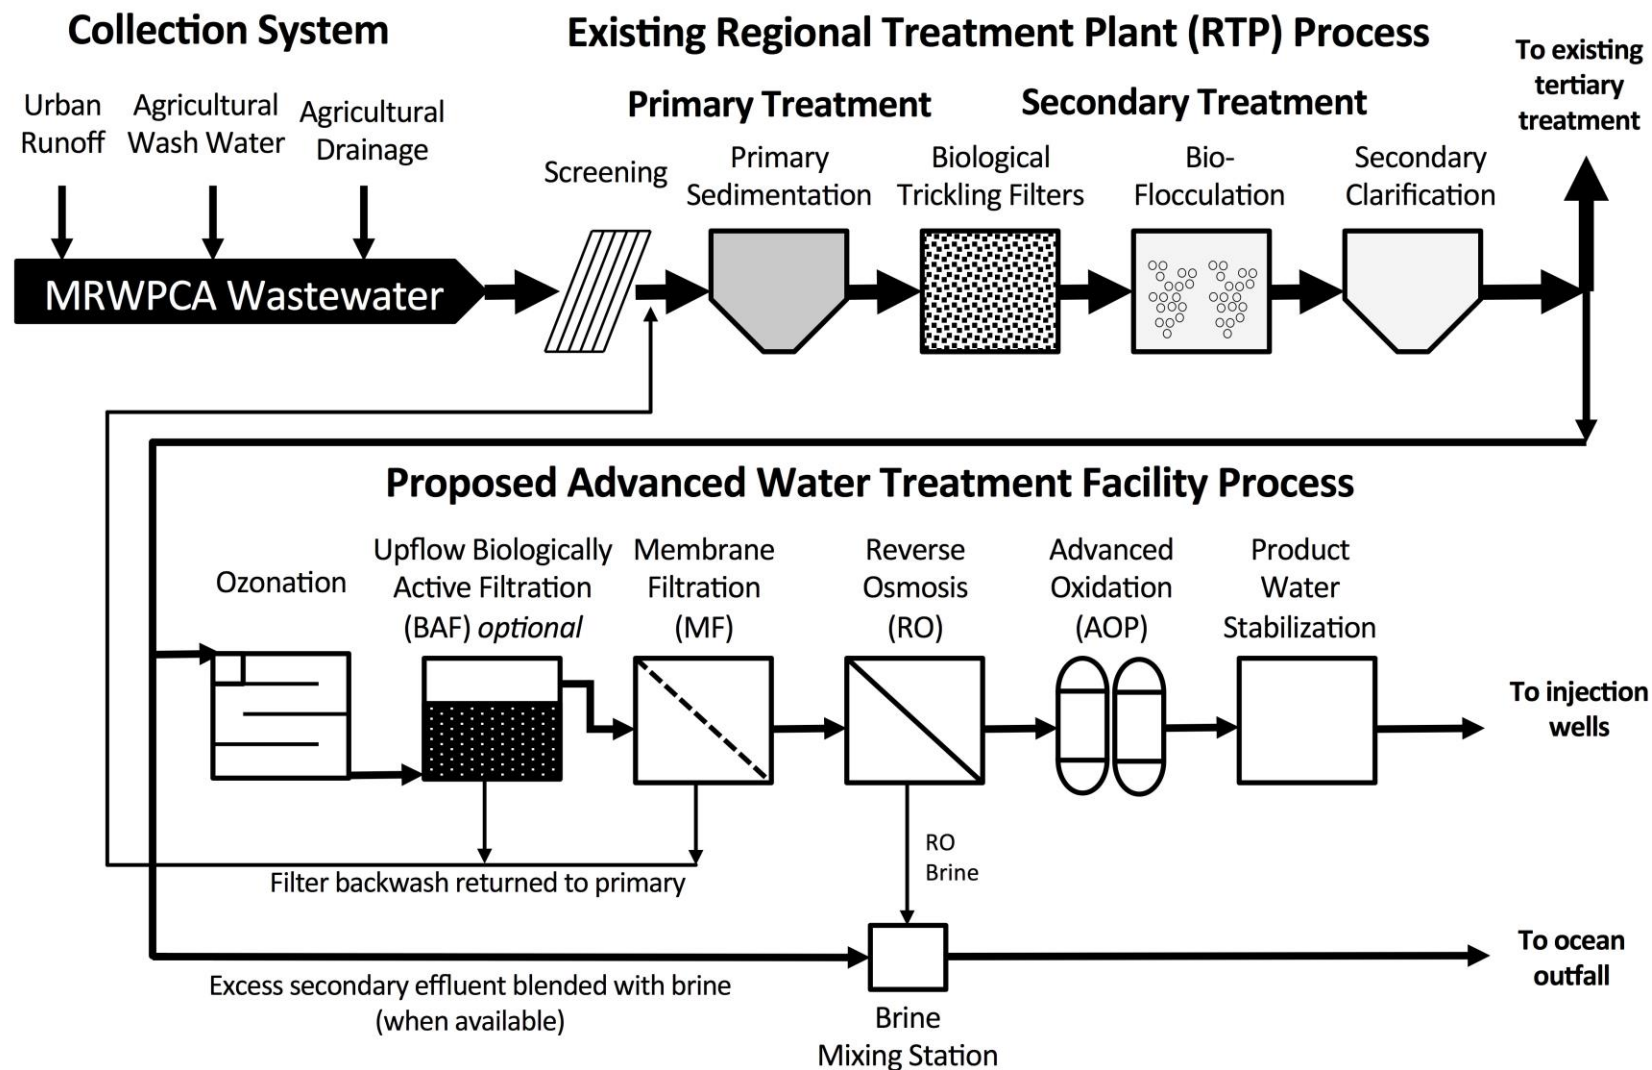 Collection System
Existing Regional Treatment Plant (RTP) Process
To existing
tertiary
treatment
Primary Treatment
Secondary Treatment
Urban
Runoff
Agricultural
Wash Water
Agricultural
Drainage
Screening
Primary
Sedimentation
Biological
Trickling Filters
Bio-
Flocculation
Secondary
Clarification
MRWPCA Wastewater
Proposed Advanced Water Treatment Facility Process
Ozonation
Upflow Biologically
Active Filtration
(BAF) optional
Membrane
Filtration
(MF)
Reverse
Osmosis
(RO)
Advanced
Oxidation
(AOP)
Product
Water
Stabilization
To injection
wells
RO
Brine
Filter backwash returned to primary
To ocean
outfall
Excess secondary effluent blended with brine
(when available)
Brine
Mixing Station